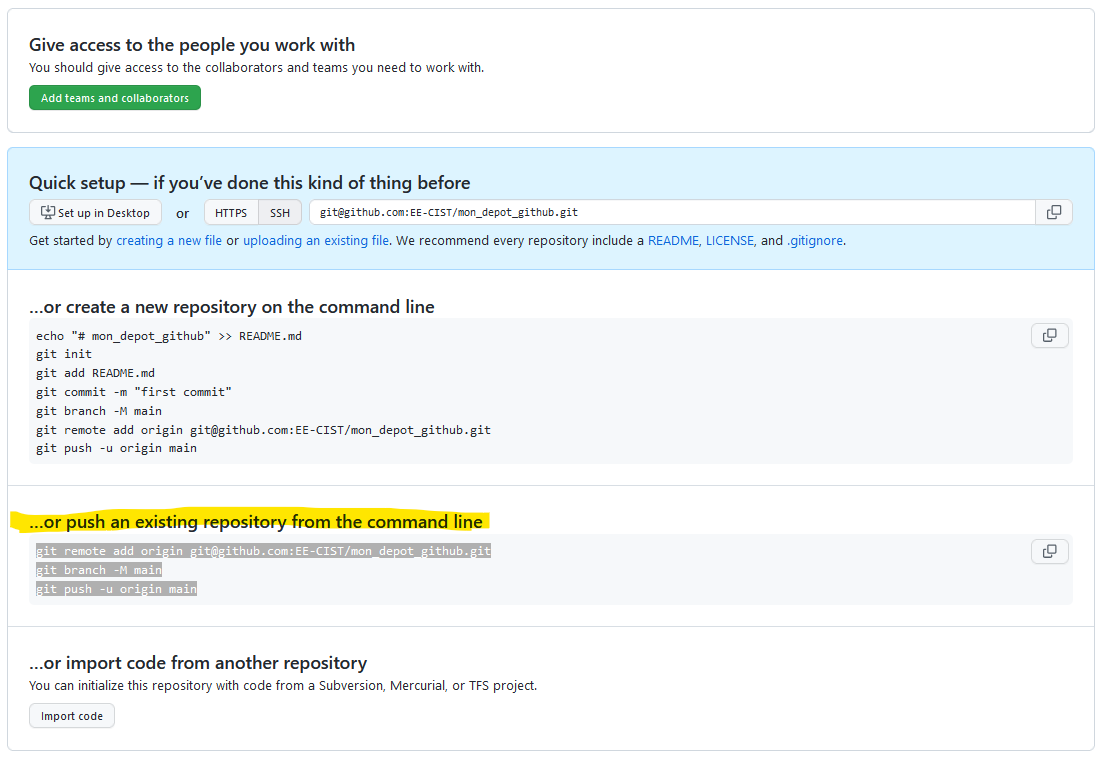 Give access to the people you work with
You should give access to the collaborators and teams you need to work with.
Add teams and collaborators
Quick setup — if you’ve done this kind of thing before
Set up in Desktop or HTTPS SSH git@github.com:EE-CIST/mon_depot_github.git
Get started by creating a new file or uploading an existing file. We recommend every repository include a README, LICENSE, and .gitignore.
…or create a new repository on the command line
echo "# mon_depot_github" >> README.md
git init
git add README.md
git commit -m "first commit"
git branch -M main
git remote add origin git@github.com:EE-CIST/mon_depot_github.git
git push -u origin main
…or push an existing repository from the command line
git remote add origin git@github.com:EE-CIST/mon_depot_github.git
git branch -M main
git push -u origin main
…or import code from another repository
You can initialize this repository with code from a Subversion, Mercurial, or TFS project.
Import code